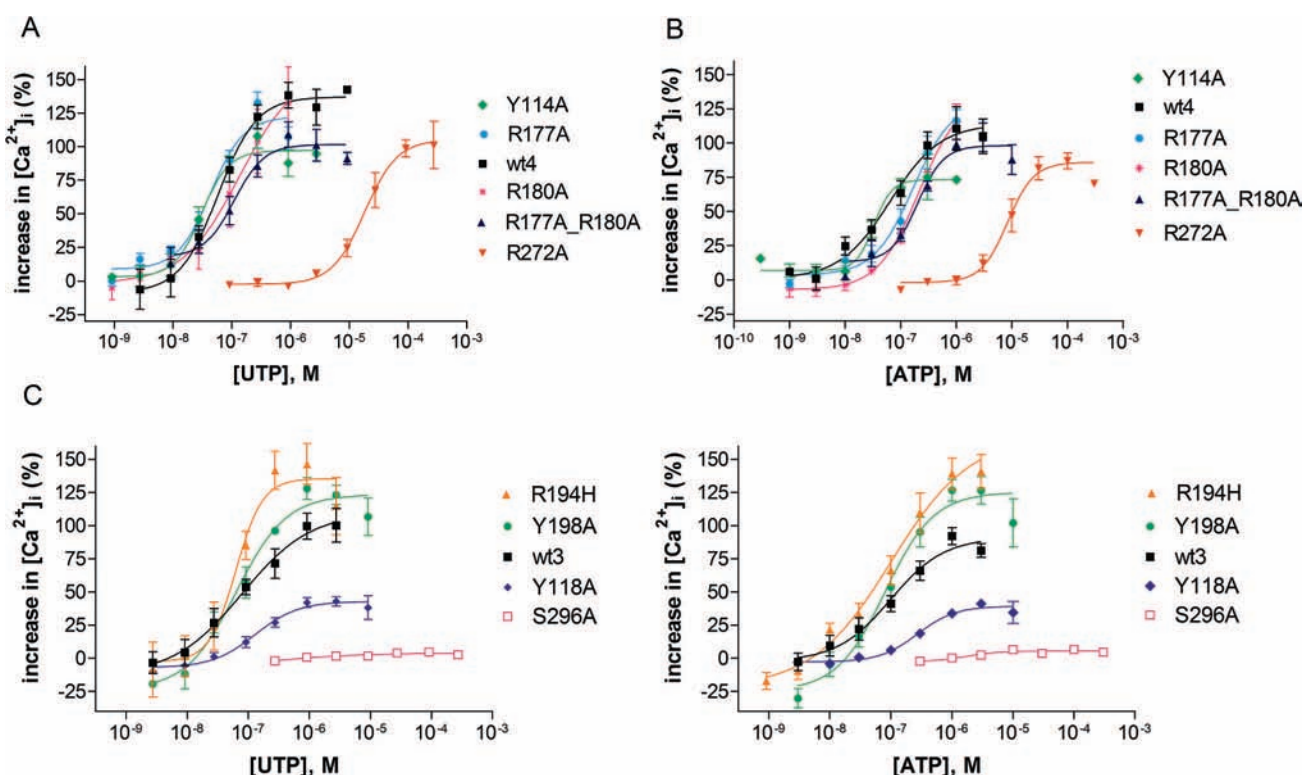 A
increase in [Ca²⁺]ᵢ (%)
150
125
100
75
50
25
0
-25
10⁻⁹ 10⁻⁸ 10⁻⁷ 10⁻⁶ 10⁻⁵ 10⁻⁴ 10⁻³
[UTP], M
Y114A
R177A
wt4
R180A
R177A_R180A
R272A
B
increase in [Ca²⁺]ᵢ (%)
150
125
100
75
50
25
0
-25
10⁻¹⁰ 10⁻⁹ 10⁻⁸ 10⁻⁷ 10⁻⁶ 10⁻⁵ 10⁻⁴ 10⁻³
[ATP], M
Y114A
wt4
R177A
R180A
R177A_R180A
R272A
C
increase in [Ca²⁺]ᵢ (%)
150
125
100
75
50
25
0
-25
10⁻⁹ 10⁻⁸ 10⁻⁷ 10⁻⁶ 10⁻⁵ 10⁻⁴ 10⁻³
[UTP], M
R194H
Y198A
wt3
Y118A
S296A
increase in [Ca²⁺]ᵢ (%)
150
125
100
75
50
25
0
-25
10⁻⁹ 10⁻⁸ 10⁻⁷ 10⁻⁶ 10⁻⁵ 10⁻⁴ 10⁻³
[ATP], M
R194H
Y198A
wt3
Y118A
S296A